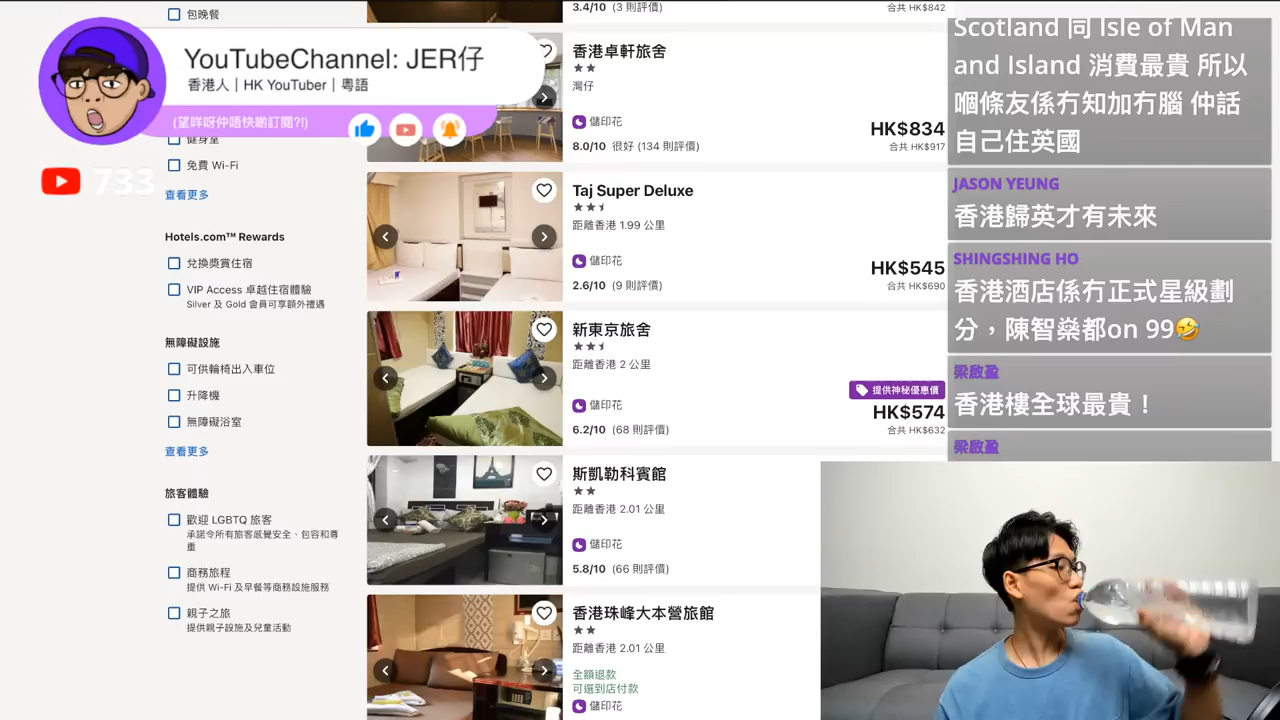 包晚餐
YouTubeChannel: JER仔
香港人｜HK YouTuber｜粵語
(望咩呀仲唔快啲訂閱?!)
733
健身室
免費 Wi-Fi
查看更多
Hotels.com™ Rewards
兌換獎賞住宿
VIP Access 卓越住宿體驗
Silver 及 Gold 會員可享額外禮遇
無障礙設施
可供輪椅出入車位
升降機
無障礙浴室
查看更多
旅客體驗
歡迎 LGBTQ 旅客
承諾令所有旅客感覺安全、包容和尊
重
商務旅程
提供 Wi-Fi 及早餐等商務設施服務
親子之旅
提供親子設施及兒童活動
3.4/10 (3 則評價)
合共 HK$842
香港卓軒旅舍
灣仔
儲印花
HK$834
8.0/10 很好 (134 則評價)
合共 HK$917
Taj Super Deluxe
距離香港 1.99 公里
儲印花
HK$545
2.6/10 (9 則評價)
合共 HK$690
新東京旅舍
距離香港 2 公里
提供神秘優惠價
儲印花
HK$574
6.2/10 (68 則評價)
合共 HK$632
斯凱勒科賓館
距離香港 2.01 公里
儲印花
5.8/10 (66 則評價)
香港珠峰大本營旅館
距離香港 2.01 公里
全額退款
可選到店付款
儲印花
Scotland 同 Isle of Man
and Island 消費最貴 所以
嗰條友係冇知加冇腦 仲話
自己住英國
JASON YEUNG
香港歸英才有未來
SHINGSHING HO
香港酒店係冇正式星級劃
分，陳智燊都on 99🤣
梁啟盈
香港樓全球最貴！
梁啟盈